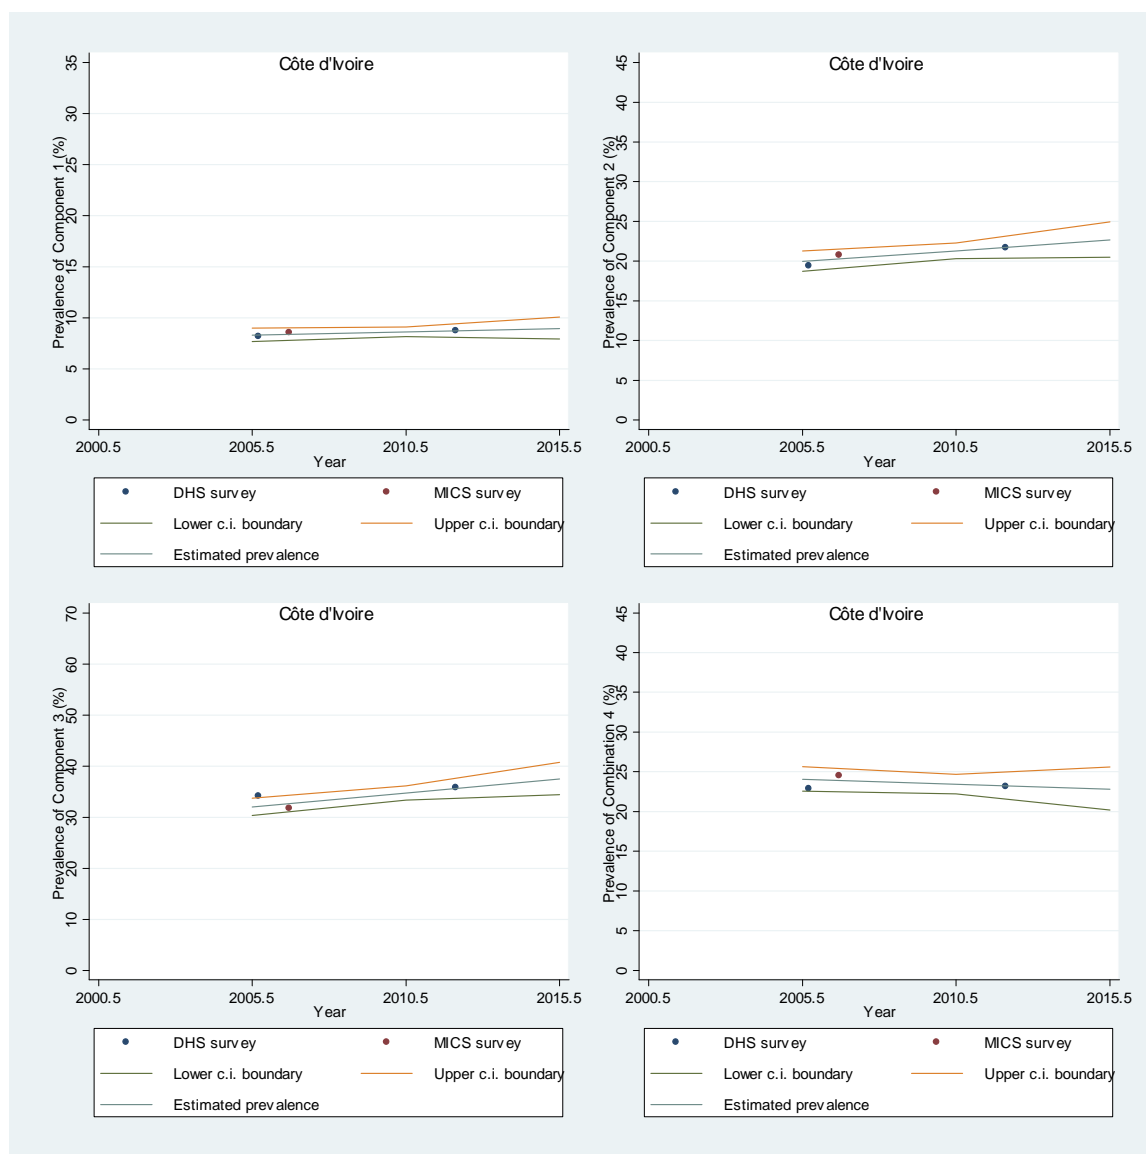 Côte d'Ivoire
Prevalence of Component 1 (%)
35
30
25
20
15
10
5
0
2000.5 2005.5 2010.5 2015.5
Year
DHS survey MICS survey
Lower c.i. boundary Upper c.i. boundary
Estimated prevalence
Côte d'Ivoire
Prevalence of Component 2 (%)
45
40
35
30
25
20
15
10
5
0
2000.5 2005.5 2010.5 2015.5
Year
DHS survey MICS survey
Lower c.i. boundary Upper c.i. boundary
Estimated prevalence
Côte d'Ivoire
Prevalence of Component 3 (%)
70
60
50
40
30
20
10
0
2000.5 2005.5 2010.5 2015.5
Year
DHS survey MICS survey
Lower c.i. boundary Upper c.i. boundary
Estimated prevalence
Côte d'Ivoire
Prevalence of Combination 4 (%)
45
40
35
30
25
20
15
10
5
0
2000.5 2005.5 2010.5 2015.5
Year
DHS survey MICS survey
Lower c.i. boundary Upper c.i. boundary
Estimated prevalence